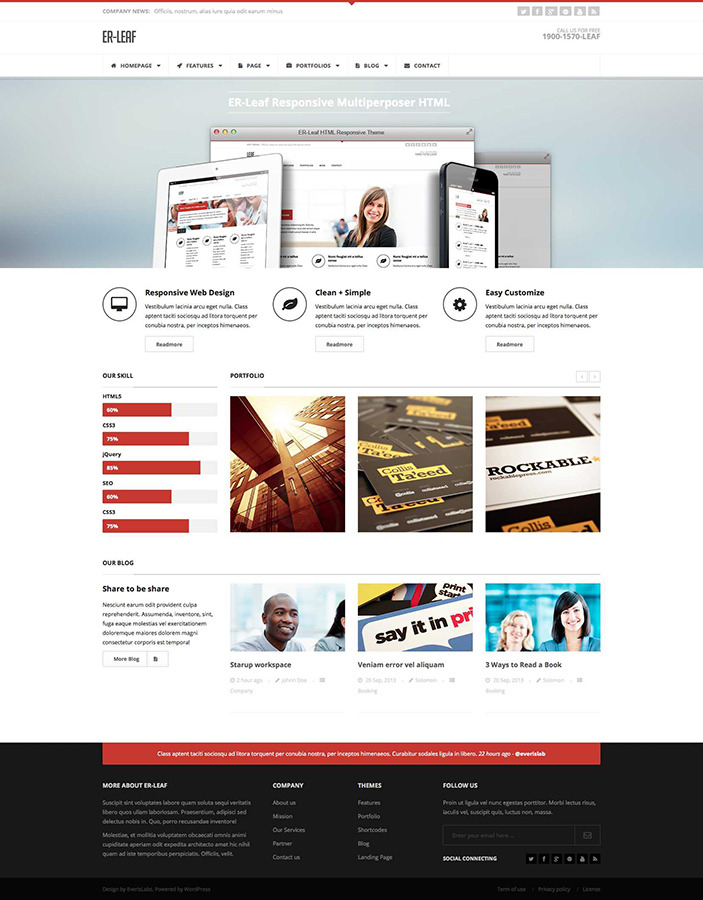 COMPANY NEWS: Officiis, nostrum, alias iure quia odit earum minus
ER-LEAF
CALL US FOR FREE
1900-1570-LEAF
HOMEPAGE FEATURES PAGE PORTFOLIOS BLOG CONTACT
ER-Leaf Responsive Multiperposer HTML
ER-Leaf HTML Responsive Theme
Responsive Web Design
Vestibulum lacinia arcu eget nulla. Class
aptent taciti sociosqu ad litora torquent per
conubia nostra, per inceptos himenaeos.
Readmore
Clean + Simple
Vestibulum lacinia arcu eget nulla. Class
aptent taciti sociosqu ad litora torquent per
conubia nostra, per inceptos himenaeos.
Readmore
Easy Customize
Vestibulum lacinia arcu eget nulla. Class
aptent taciti sociosqu ad litora torquent per
conubia nostra, per inceptos himenaeos.
Readmore
OUR SKILL
HTML5
60%
CSS3
75%
jQuery
85%
SEO
60%
CSS3
75%
PORTFOLIO
Collis
Ta'eed
ROCKABLE
rockablepress.com
Collis
Ta'eed
OUR BLOG
Share to be share
Nesciunt earum odit provident culpa
reprehenderit. Assumenda, inventore, sint,
fuga eaque molestias vel exercitationem
doloremque maiores dolorem magni
consectetur corporis est tempora!
More Blog
Starup workspace
2 hour ago - Johnn Doe -
Company
print
say it in
Veniam error vel aliquam
20 Sep, 2013 - Solomon -
Booking
3 Ways to Read a Book
20 Sep, 2013 - Solomon -
Booking
Class aptent taciti sociosqu ad litora torquent per conubia nostra, per inceptos himenaeos. Curabitur sodales ligula in libero. 22 hours ago - @everislab
MORE ABOUT ER-LEAF
Suscipit sint voluptates labore quam soluta sequi veritatis
libero quos ullam laboriosam. Praesentium, adipisci sed
delectus nobis in. Quo, porro recusandae inventore!
Molestiae, et mollitia voluptatem obcaecati omnis animi
cupiditate aperiam odit expedita architecto amet hic nihil
quam ad iste temporibus perspiciatis. Officiis, velit.
COMPANY
About us
Mission
Our Services
Partner
Contact us
THEMES
Features
Portfolio
Shortcodes
Blog
Landing Page
FOLLOW US
Proin ut ligula vel nunc egestas porttitor. Morbi lectus risus,
iaculis vel, suscipit quis, luctus non, massa.
Enter your email here ...
SOCIAL CONNECTING
Design by EverisLabs, Powered by WordPress
Term of use / Privacy policy / License